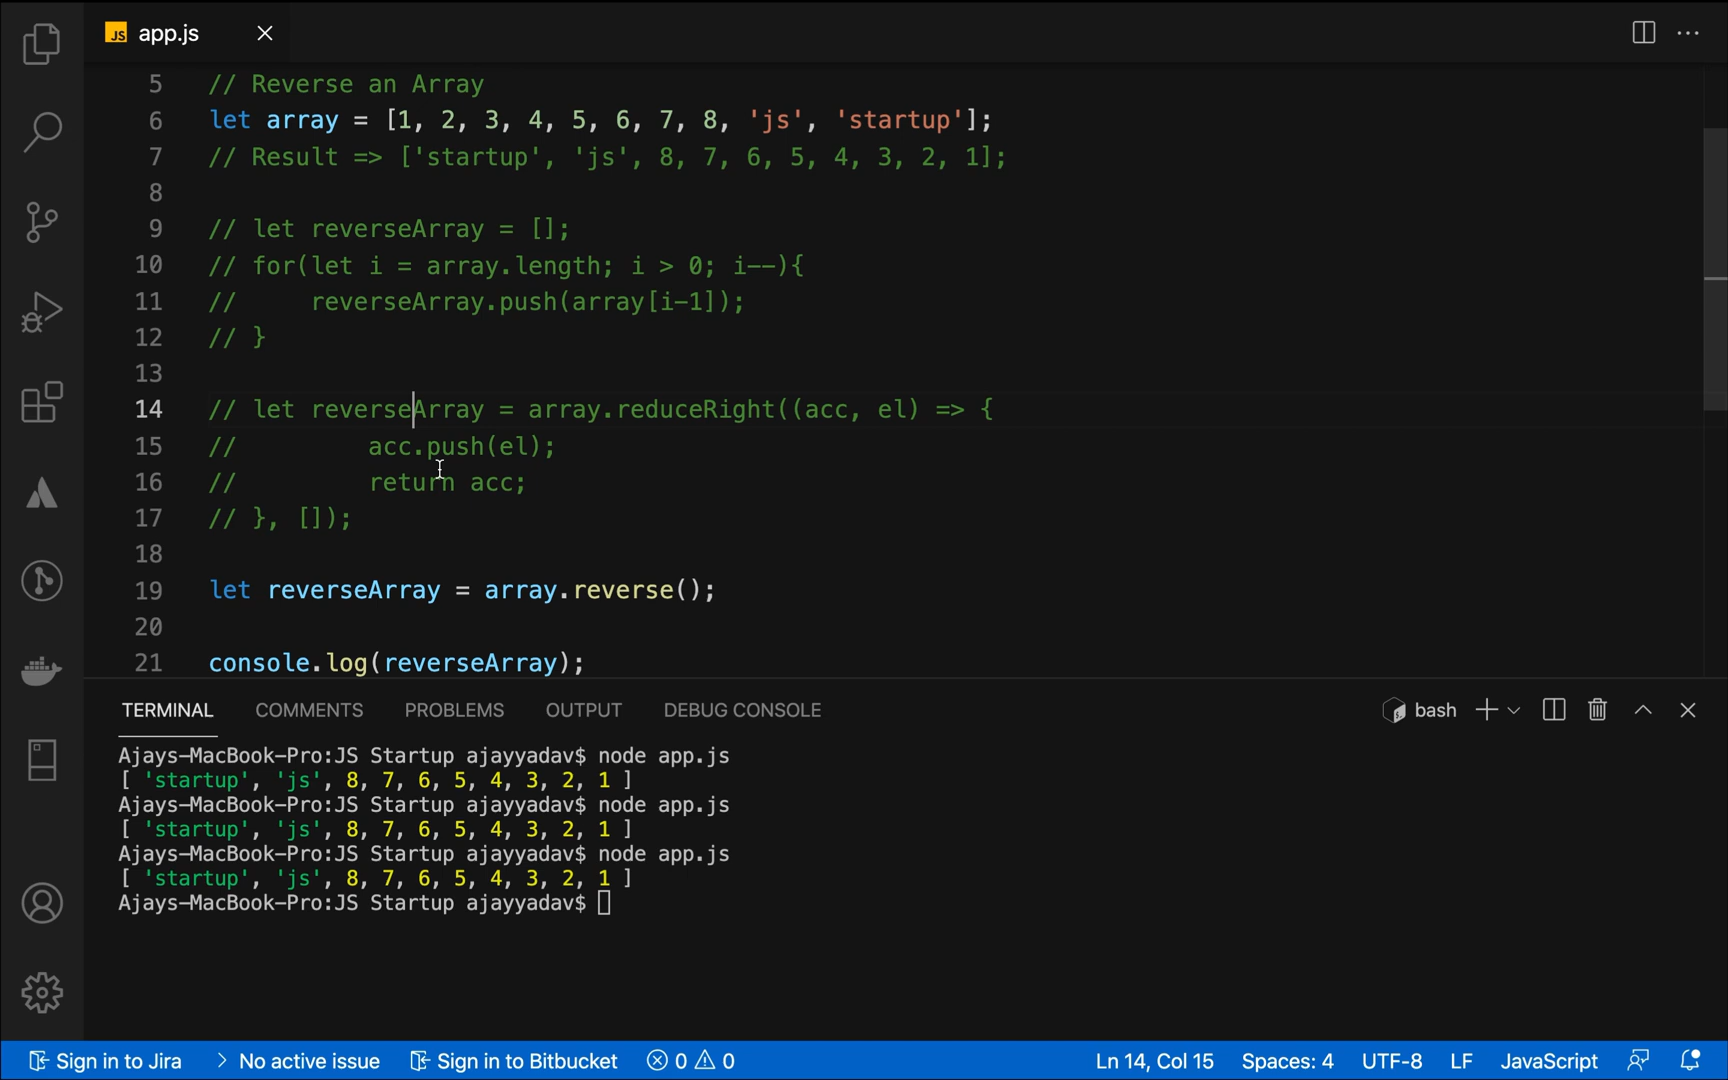 JS app.js
5 // Reverse an Array
6 let array = [1, 2, 3, 4, 5, 6, 7, 8, 'js', 'startup'];
7 // Result => ['startup', 'js', 8, 7, 6, 5, 4, 3, 2, 1];
8
9 // let reverseArray = [];
10 // for(let i = array.length; i > 0; i--){
11 //     reverseArray.push(array[i-1]);
12 // }
13
14 // let reverseArray = array.reduceRight((acc, el) => {
15 //         acc.push(el);
16 //         return acc;
17 // }, []);
18
19 let reverseArray = array.reverse();
20
21 console.log(reverseArray);
TERMINAL COMMENTS PROBLEMS OUTPUT DEBUG CONSOLE bash
Ajays-MacBook-Pro:JS Startup ajayyadav$ node app.js
[ 'startup', 'js', 8, 7, 6, 5, 4, 3, 2, 1 ]
Ajays-MacBook-Pro:JS Startup ajayyadav$ node app.js
[ 'startup', 'js', 8, 7, 6, 5, 4, 3, 2, 1 ]
Ajays-MacBook-Pro:JS Startup ajayyadav$ node app.js
[ 'startup', 'js', 8, 7, 6, 5, 4, 3, 2, 1 ]
Ajays-MacBook-Pro:JS Startup ajayyadav$
Sign in to Jira > No active issue Sign in to Bitbucket 0 0 Ln 14, Col 15 Spaces: 4 UTF-8 LF JavaScript